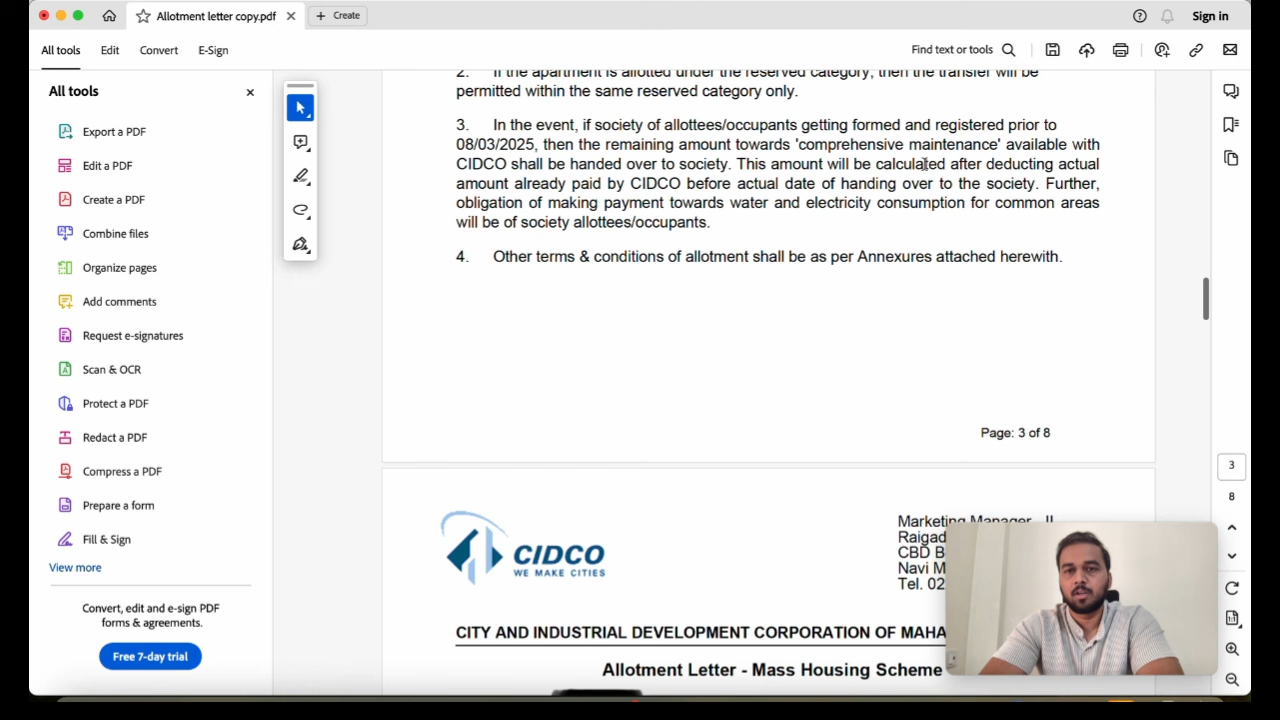 Allotment letter copy.pdf
Create
Sign in
All tools
Edit
Convert
E-Sign
Find text or tools
All tools
Export a PDF
Edit a PDF
Create a PDF
Combine files
Organize pages
Add comments
Request e-signatures
Scan & OCR
Protect a PDF
Redact a PDF
Compress a PDF
Prepare a form
Fill & Sign
View more
Convert, edit and e-sign PDF
forms & agreements.
Free 7-day trial
2. If the apartment is allotted under the reserved category, then the transfer will be
permitted within the same reserved category only.
3. In the event, if society of allottees/occupants getting formed and registered prior to
08/03/2025, then the remaining amount towards 'comprehensive maintenance' available with
CIDCO shall be handed over to society. This amount will be calculated after deducting actual
amount already paid by CIDCO before actual date of handing over to the society. Further,
obligation of making payment towards water and electricity consumption for common areas
will be of society allottees/occupants.
4. Other terms & conditions of allotment shall be as per Annexures attached herewith.
Page: 3 of 8
3
8
CIDCO
WE MAKE CITIES
Marketing Manager - II
Raigad
CBD B
Navi M
Tel. 02
CITY AND INDUSTRIAL DEVELOPMENT CORPORATION OF MAHA
Allotment Letter - Mass Housing Scheme